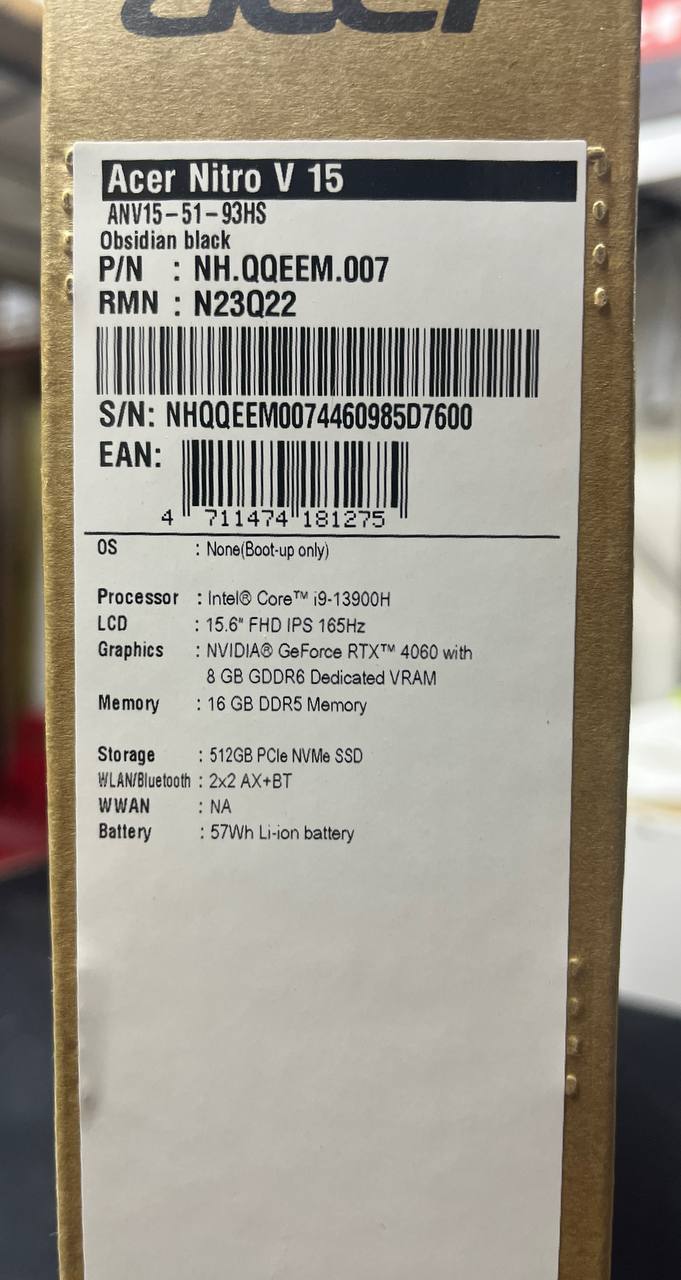 acer
Acer Nitro V 15
ANV15-51-93HS
Obsidian black
P/N : NH.QQEEM.007
RMN : N23Q22
S/N: NHQQEEM0074460985D7600
EAN:
4 711474 181275
OS : None(Boot-up only)
Processor : Intel® Core™ i9-13900H
LCD : 15.6" FHD IPS 165Hz
Graphics : NVIDIA® GeForce RTX™ 4060 with
8 GB GDDR6 Dedicated VRAM
Memory : 16 GB DDR5 Memory
Storage : 512GB PCIe NVMe SSD
WLAN/Bluetooth : 2x2 AX+BT
WWAN : NA
Battery : 57Wh Li-ion battery